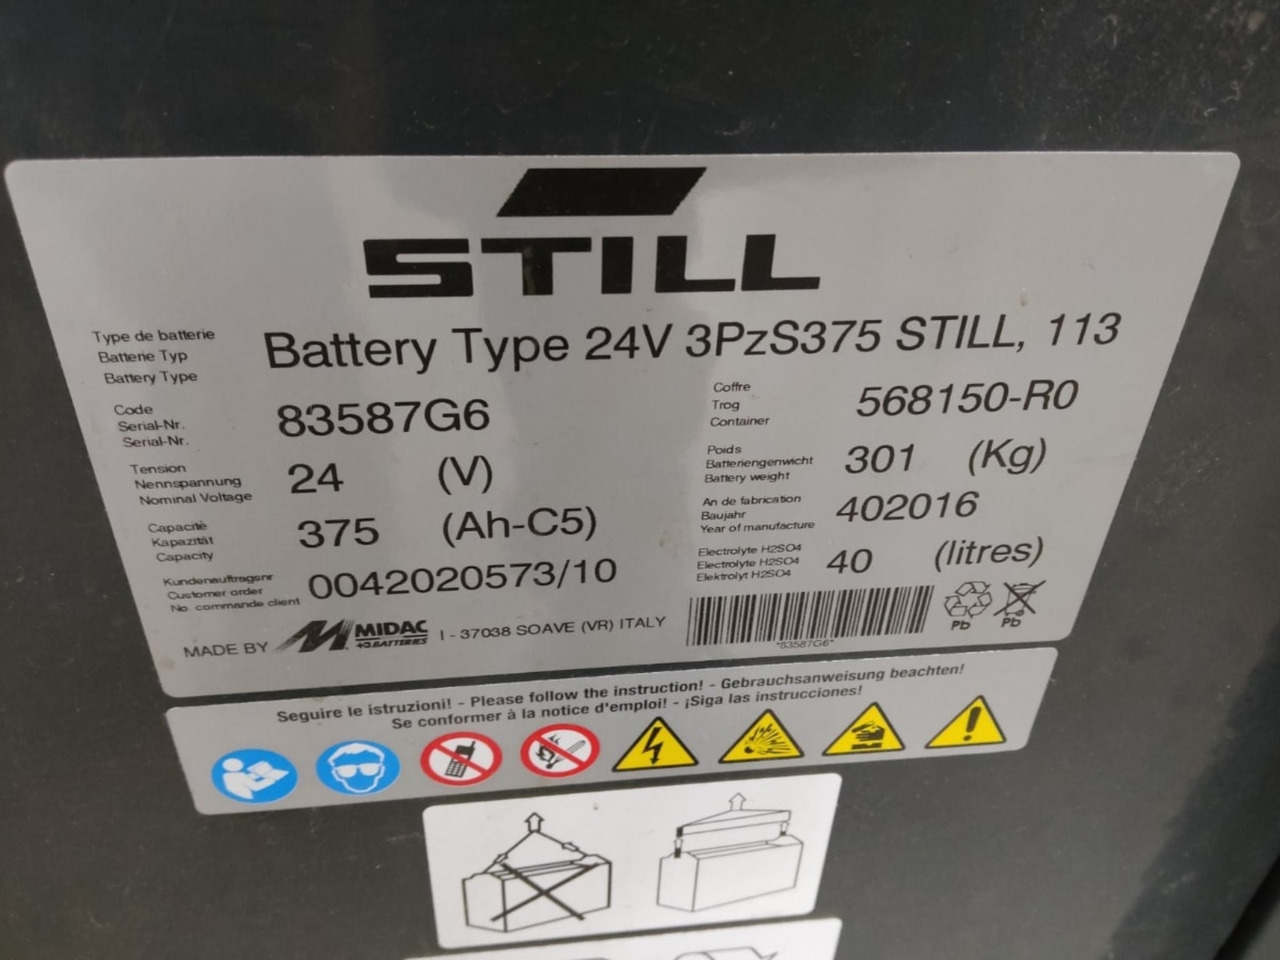 STILL
Type de batterie
Batterie Typ
Battery Type
Battery Type 24V 3PzS375 STILL, 113
Code
Serial-Nr.
Serial-Nr.
83587G6
Coffre
Trog
Container
568150-R0
Tension
Nennspannung
Nominal Voltage
24 (V)
Poids
Batteriengenwicht
Battery weight
301 (Kg)
Capacité
Kapazität
Capacity
375 (Ah-C5)
An de fabrication
Baujahr
Year of manufacture
402016
Kundenauftragsnr
Customer order
No. commande client
0042020573/10
Electrolyte H2SO4
Electrolyte H2SO4
Elektrolyt H2SO4
40 (litres)
MADE BY MIDAC BATTERIES I - 37038 SOAVE (VR) ITALY
*83587G6*
Pb Pb
Seguire le istruzioni! - Please follow the instruction! - Gebrauchsanweisung beachten!
Se conformer à la notice d'emploi! - ¡Siga las instrucciones!